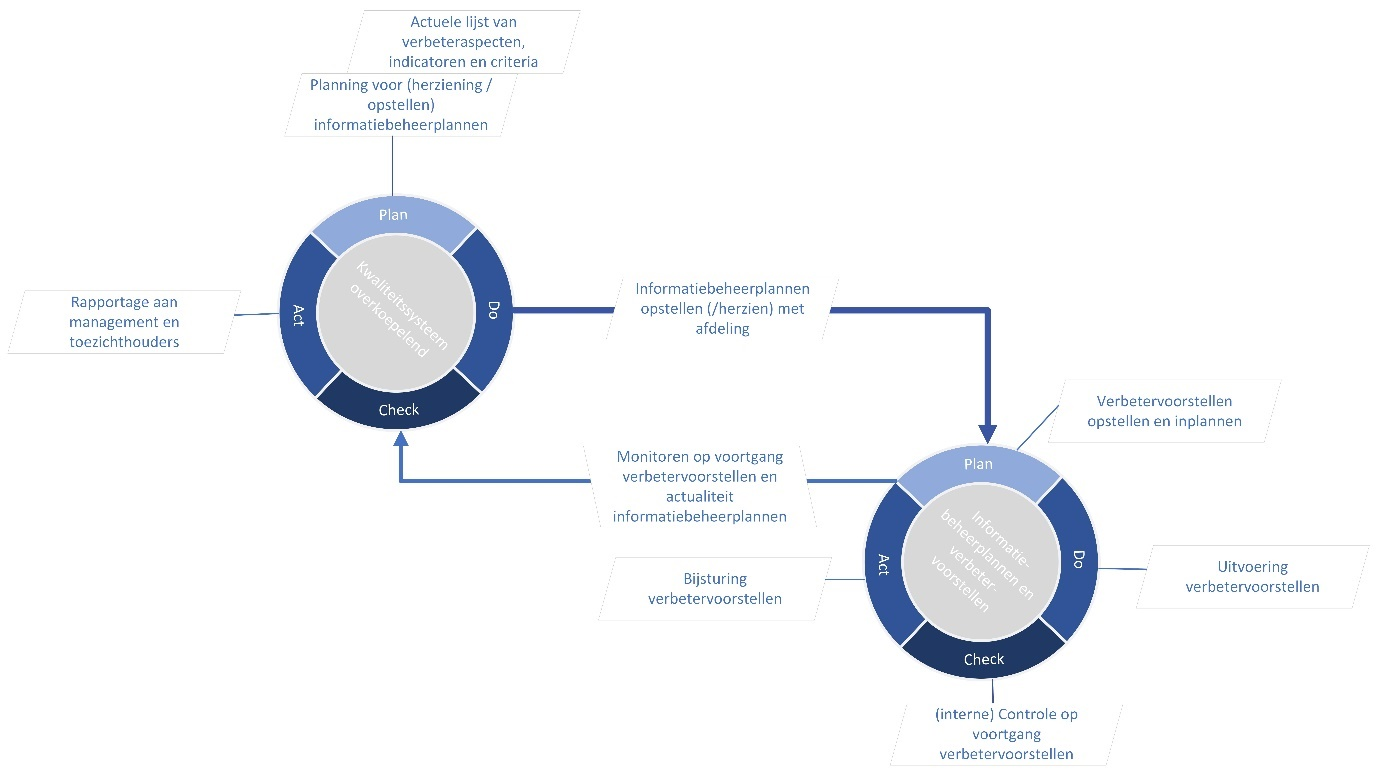 Actuele lijst van
verbeteraspecten,
indicatoren en criteria
Planning voor (herziening /
opstellen)
informatiebeheerplannen
Plan
Do
Check
Act
Kwaliteitssysteem
overkoepelend
Rapportage aan
management en
toezichthouders
Informatiebeheerplannen
opstellen (/herzien) met
afdeling
Verbetervoorstellen
opstellen en inplannen
Monitoren op voortgang
verbetervoorstellen en
actualiteit
informatiebeheerplannen
Plan
Do
Check
Act
Informatie-
beheerplannen en
verbeter-
voorstellen
Bijsturing
verbetervoorstellen
Uitvoering
verbetervoorstellen
(interne) Controle op
voortgang
verbetervoorstellen